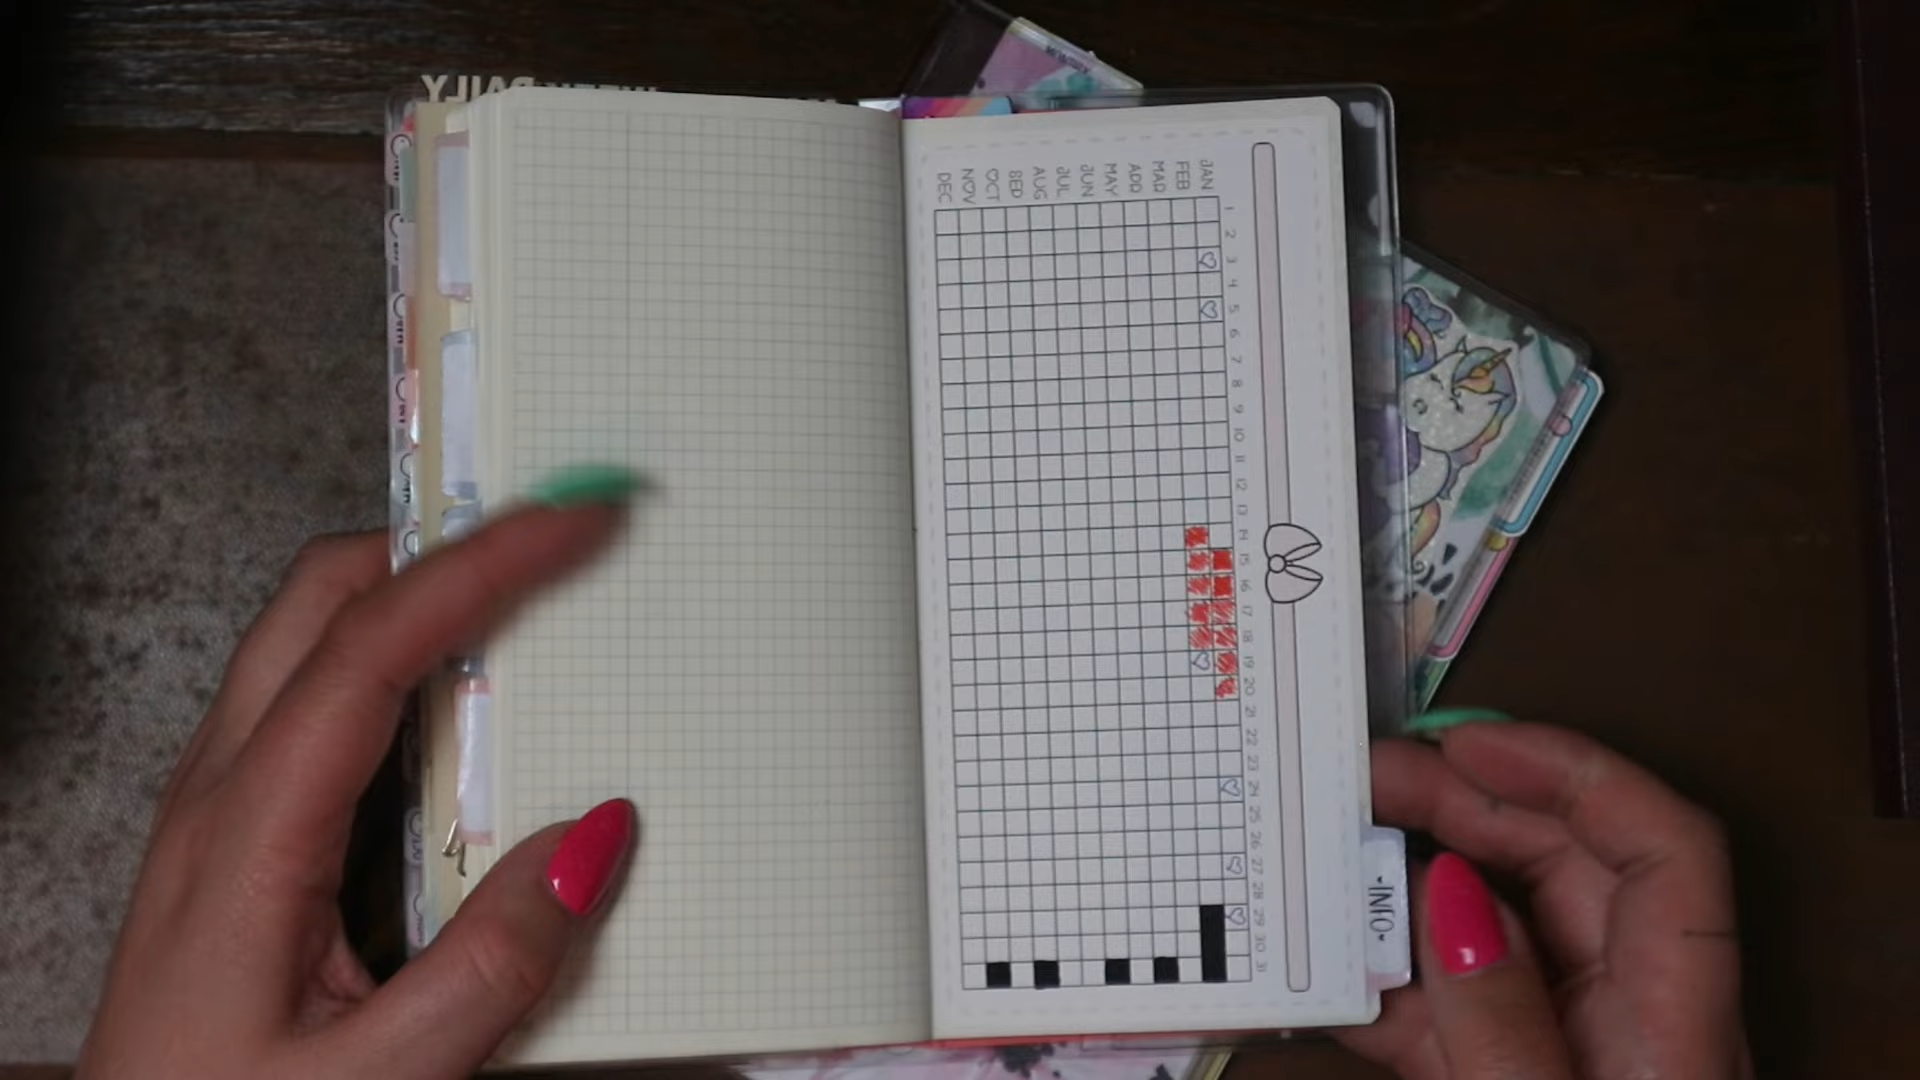 DAILY
JAN
FEB
MAR
APR
MAY
JUN
JUL
AUG
SEP
OCT
NOV
DEC
1
2
3
4
5
6
7
8
9
10
11
12
13
14
15
16
17
18
19
20
21
22
23
24
25
26
27
28
29
30
31
•INFO•